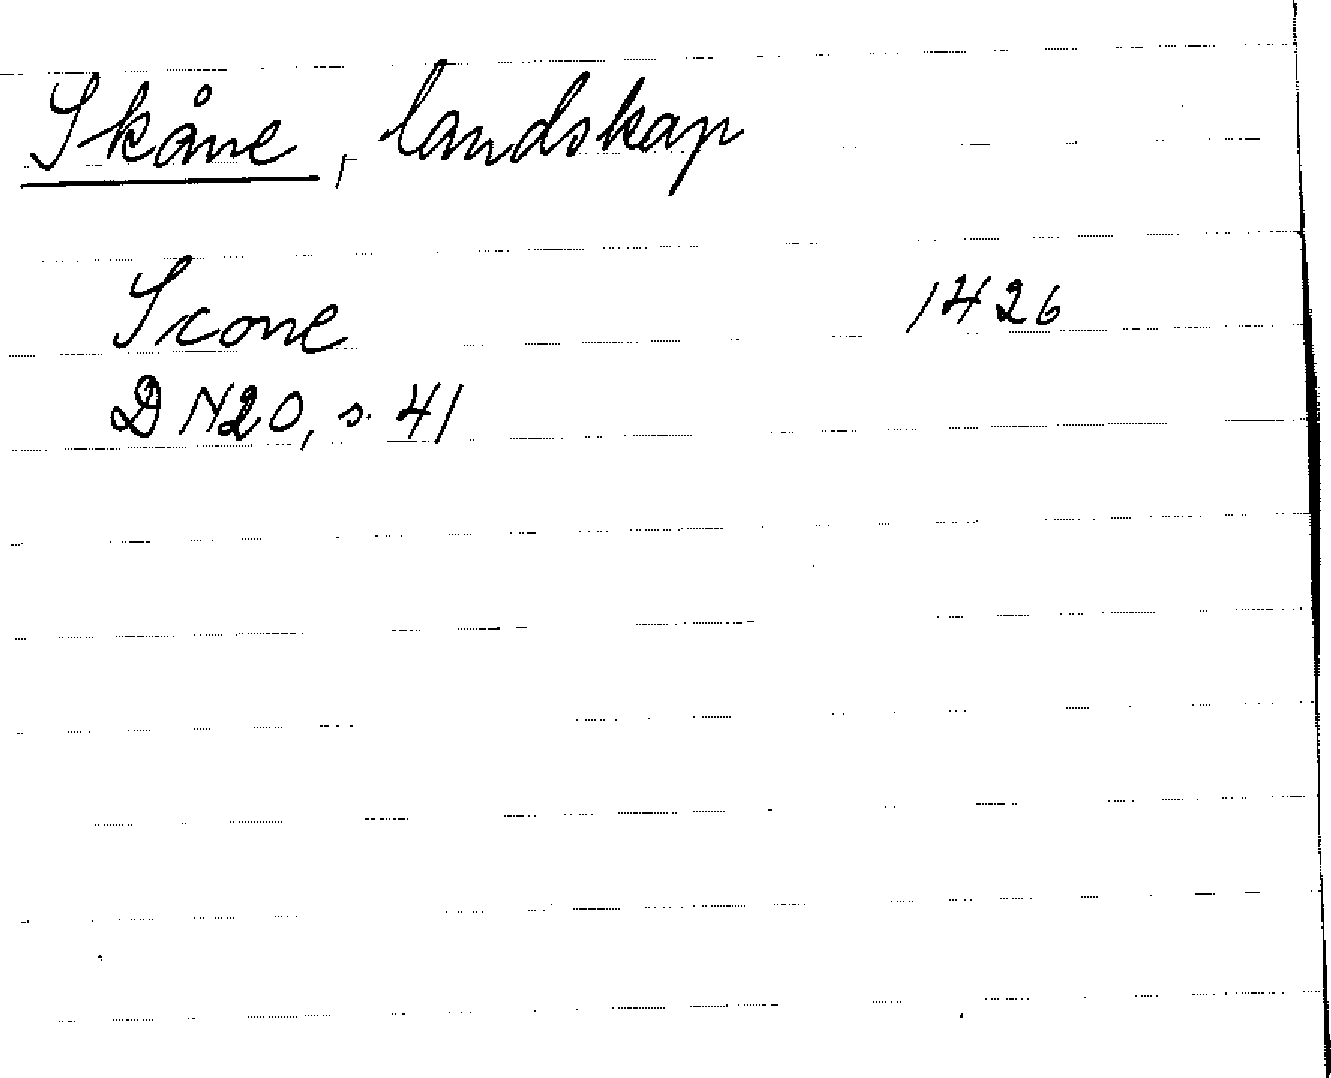 Skåne, landskap
Scone 1426
DN20, s. 41